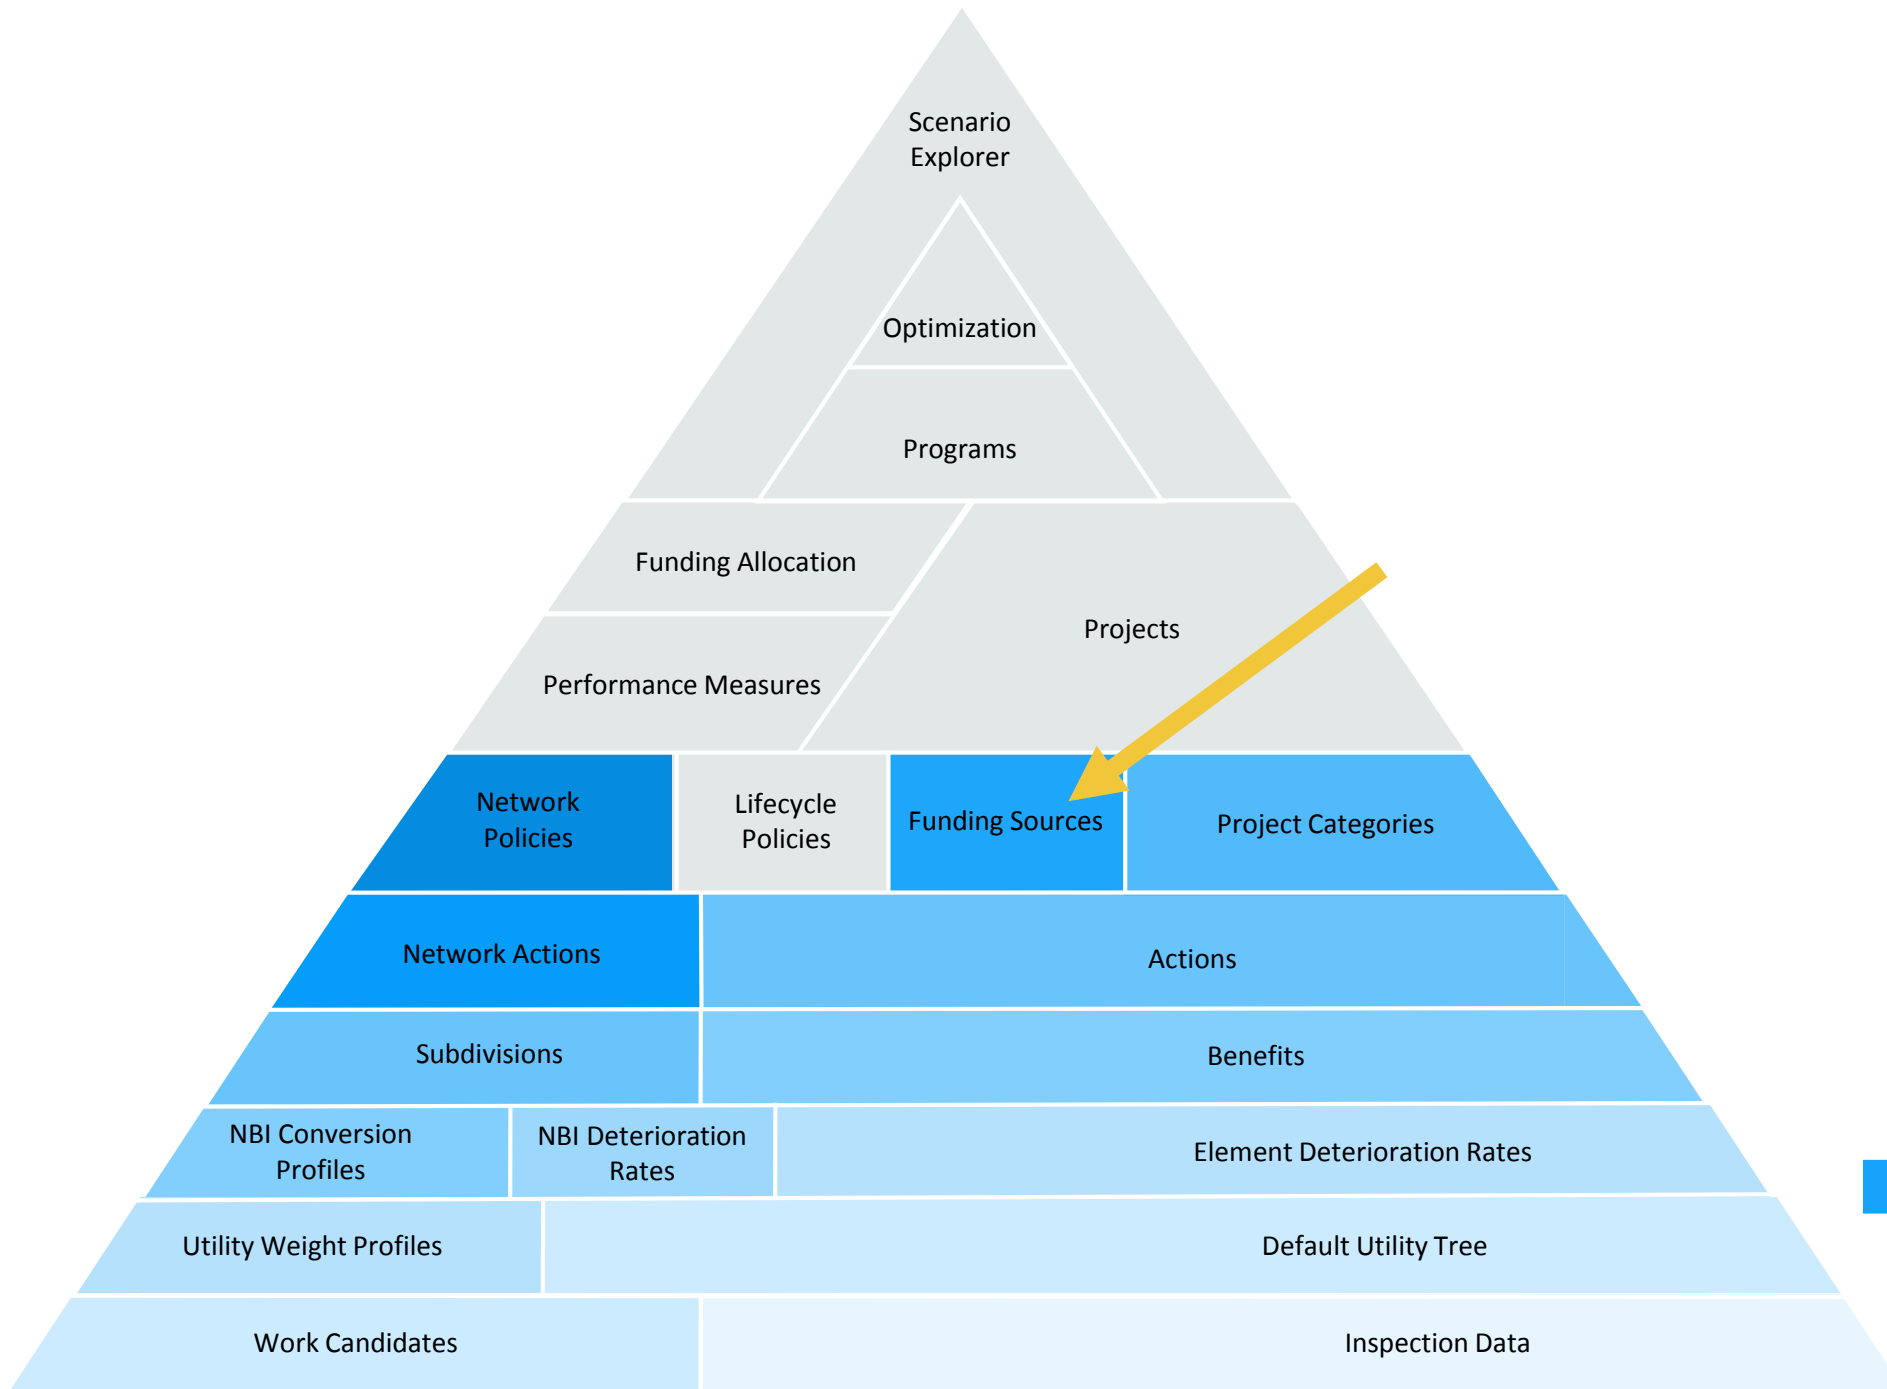 Scenario
Explorer
Optimization
Programs
Funding Allocation
Projects
Performance Measures
Network
Policies
Lifecycle
Policies
Funding Sources
Project Categories
Network Actions
Actions
Subdivisions
Benefits
NBI Conversion
Profiles
NBI Deterioration
Rates
Element Deterioration Rates
Utility Weight Profiles
Default Utility Tree
Work Candidates
Inspection Data